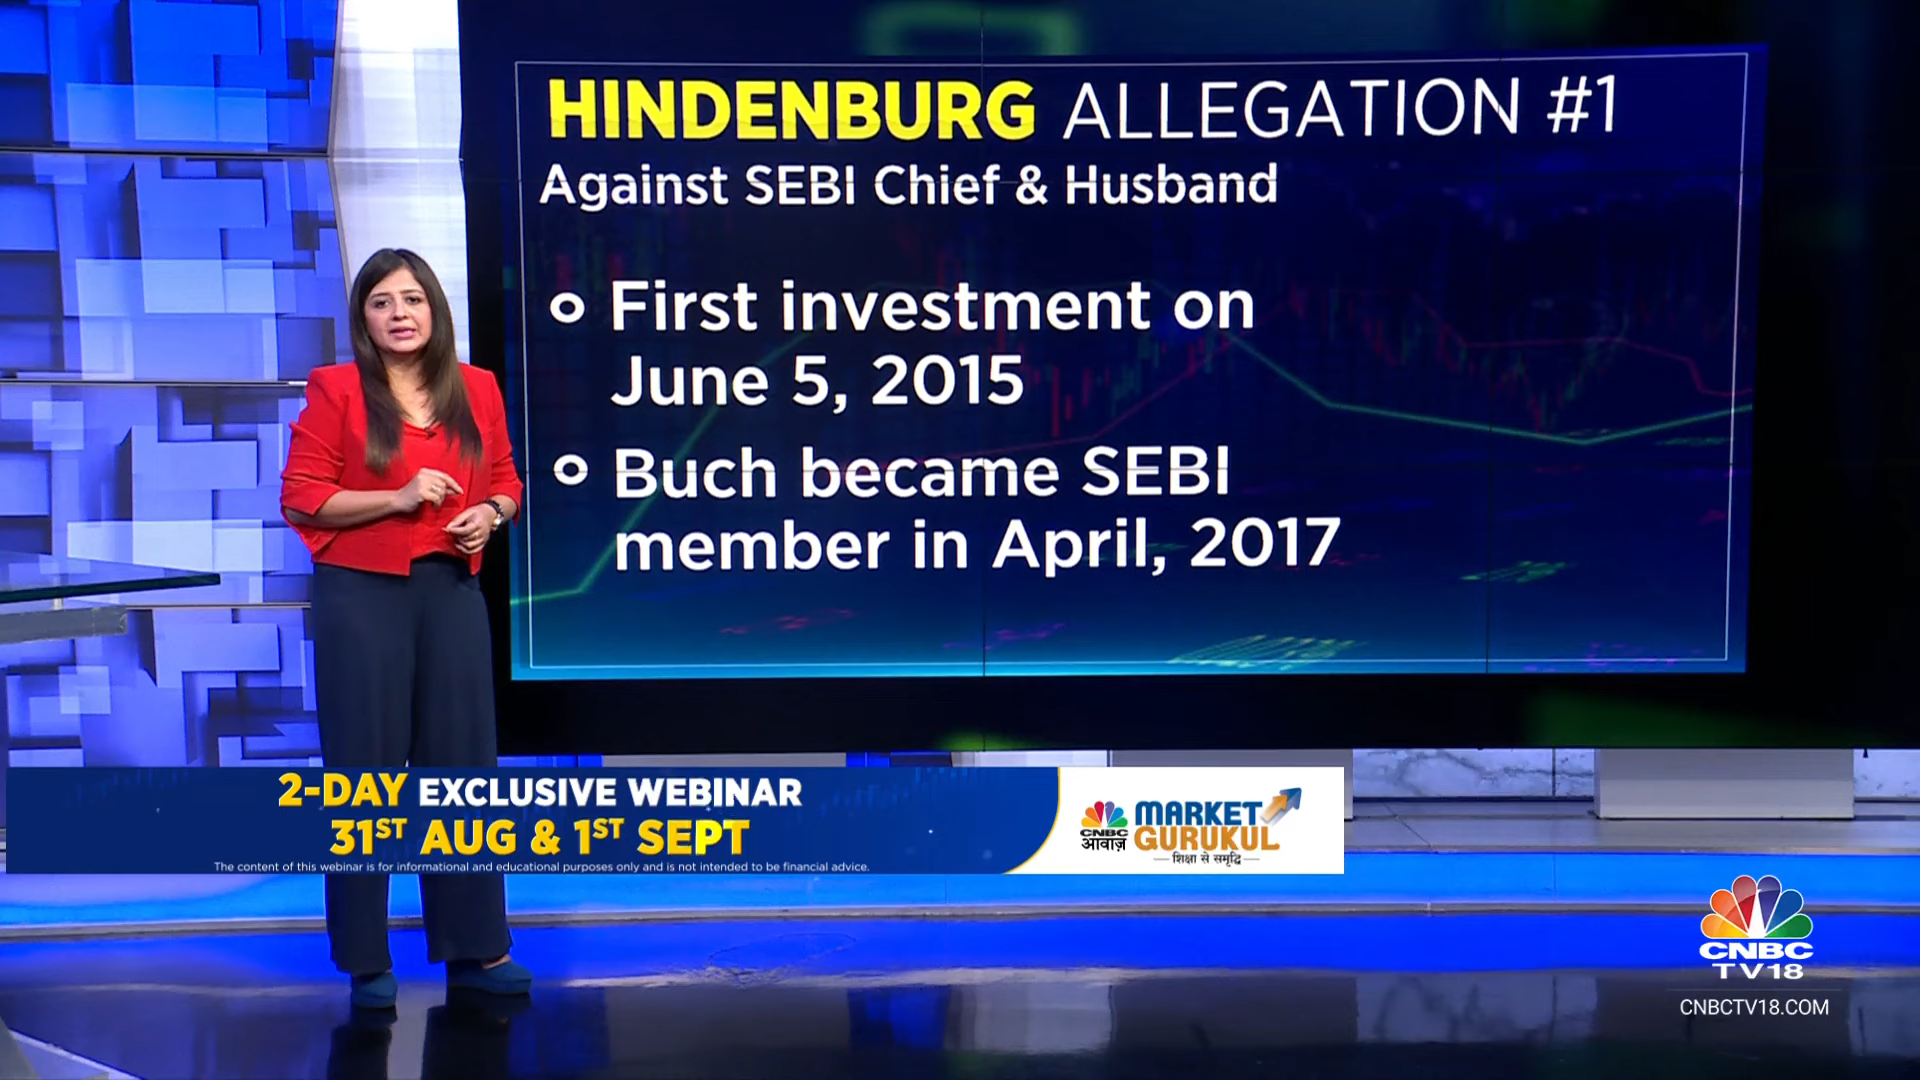 HINDENBURG ALLEGATION #1
Against SEBI Chief & Husband
First investment on
June 5, 2015
Buch became SEBI
member in April, 2017
2-DAY EXCLUSIVE WEBINAR
31ST AUG & 1ST SEPT
The content of this webinar is for informational and educational purposes only and is not intended to be financial advice.
CNBC
आवाज़
MARKET
GURUKUL
शिक्षा से समृद्धि
CNBC
TV18
CNBCTV18.COM